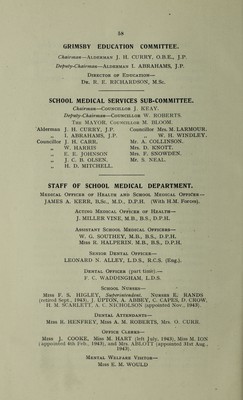 58
GRIMSBY EDUCATION COMMITTEE.
Chairman—ALDERMAN J. H. CURRY, O.B.E., J.P.
Deputy-Chairman—ALDERMAN I. ABRAHAMS, J.P.
DIRECTOR OF EDUCATION—
DR. R. E. RICHARDSON, M.Sc.
SCHOOL MEDICAL SERVICES SUB-COMMITTEE.
Chairman—COUNCILLOR J. KEAY.
Deputy-Chairman—COUNCILLOR W. ROBERTS.
THE MAYOR, COUNCILLOR M. BLOOM.
Alderman J. H. CURRY, J.P. Councillor Mrs. M. LARMOUR.
„ I. ABRAHAMS, J.P. „ W. H. WINDLEY.
Councillor J. H. CARR. Mr. A. COLLINSON.
„ W. HARRIS Mrs. D. KNOTT.
„ E. E. JOHNSON Mrs. F. SNOWDEN.
„ J. C. B. OLSEN. Mr. S. NEAL.
„ H. D. MITCHELL.
STAFF OF SCHOOL MEDICAL DEPARTMENT.
MEDICAL OFFICER OF HEALTH AND SCHOOL MEDICAL OFFICER—
JAMES A. KERR, B.Sc., M.D., D.P.H. (With H.M. Forces).
ACTING MEDICAL OFFICER OF HEALTH—
J. MILLER VINE, M.B., B.S., D.P.H.
ASSISTANT SCHOOL MEDICAL OFFICERS—
W. G. SOUTHEY, M.B., B.S., D.P.H.
MISS R. HALPERIN, M.B., B.S., D.P.H.
SENIOR DENTAL OFFICER—
LEONARD N. ALLEY, L.D.S., R.C.S. (Eng.).
DENTAL OFFICER (part time):—
F. C. WADDINGHAM, L.D.S.
SCHOOL NURSES—
MISS F. S. HIGLEY, Superintendent. NURSES E. HANDS
(retired Sept., 1943), J. UPTON, A. ABBEY, C. CAPES, D. CROW,
H. M. SCARLETT, A. C. NICHOLSON (appointed Nov., 1943).
DENTAL ATTENDANTS—
MISS R. HENFREY, MISS A. M. ROBERTS, MRS. O. CURR.
OFFICE CLERKS—
MISS J. COOKE, MISS M. HART (left July, 1943), MISS M. ION
(appointed 6th Feb., 1943), and MRS. ABLOTT (appointed 31st Aug.,
1943).
MENTAL WELFARE VISITOR—
MISS E. M. WOULD